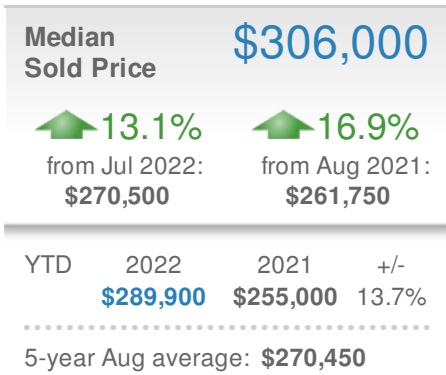 Median
Sold Price
$306,000
13.1%
16.9%
from Jul 2022:
from Aug 2021:
$270,500
$261,750
YTD 2022 2021 +/-
$289,900 $255,000 13.7%
5-year Aug average: $270,450